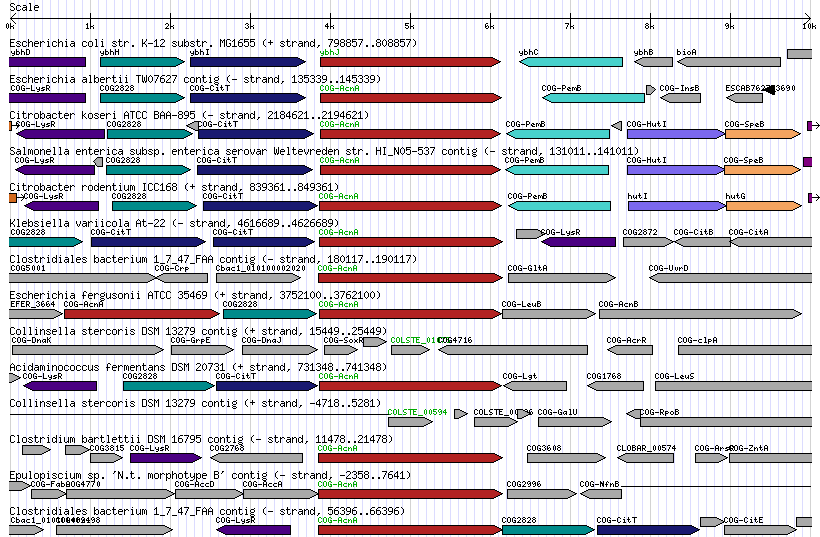 Scale
0k 1k 2k 3k 4k 5k 6k 7k 8k 9k 10k
Escherichia coli str. K-12 substr. MG1655 (+ strand, 798857..808857)
ybhD ybhH ybhI ybhJ ybhC ybhB bioA
Escherichia albertii TW07627 contig (- strand, 135339..145339)
COG-LysR COG2828 COG-CitT COG-AcnA COG-PemB COG-InsB
Citrobacter koseri ATCC BAA-895 (+ strand, 2184621..2194621)
COG-LysR COG2828 COG-CitT COG-AcnA COG-PemB COG-HutI COG-SpeB
Salmonella enterica subsp. enterica serovar Weltevreden str. HI_N05-537 contig (- strand, 131011..141011)
COG-LysR COG2828 COG-CitT COG-AcnA COG-PemB COG-HutI COG-SpeB
Citrobacter rodentium ICC168 (+ strand, 839361..849361)
COG-LysR COG2828 COG-CitT COG-AcnA COG-PemB hutI hutG
Klebsiella variicola At-22 (- strand, 4616689..4626689)
COG2828 COG-CitT COG-CitT COG-AcnA COG-LysR COG2872 COG-CitB COG-CitA
Clostridiales bacterium 1_7_47_FAA contig (- strand, 180117..190117)
COG5001 COG-Crp Cbac1_010100002020 COG-AcnA COG-GltA COG-UvrD
Escherichia fergusonii ATCC 35469 (+ strand, 3752100..3762100)
EFER_3664 COG-AcnA COG2828 COG-AcnA COG-LeuB COG-AcnB
Collinsella stercoris DSM 13279 contig (+ strand, 15449..25449)
COG-DnaK COG-GrpE COG-DnaJ COG-SoxR COG4716 COG-AcrR COG-clpA
Acidaminococcus fermentans DSM 20731 (+ strand, 731348..741348)
COG-LysR COG2828 COG-CitT COG-AcnA COG-Lgt COG1768 COG-LeuS
Collinsella stercoris DSM 13279 contig (+ strand, -4718..5281)
COLSTE_00594 COG-GalU COG-RpoB
Clostridium bartlettii DSM 16795 contig (- strand, 11478..21478)
COG3815 COG-LysR COG2768 COG-AcnA COG3608 CLOBAR_00574 COG-ZntA
Epulopiscium sp. 'N.t. morphotype B' contig (- strand, -2358..7641)
COG-AccD COG-AccA COG-AcnA COG2996 COG-NfnB
Clostridiales bacterium 1_7_47_FAA contig (- strand, 56396..66396)
COG-LysR COG-AcnA COG2828 COG-CitT COG-CitE